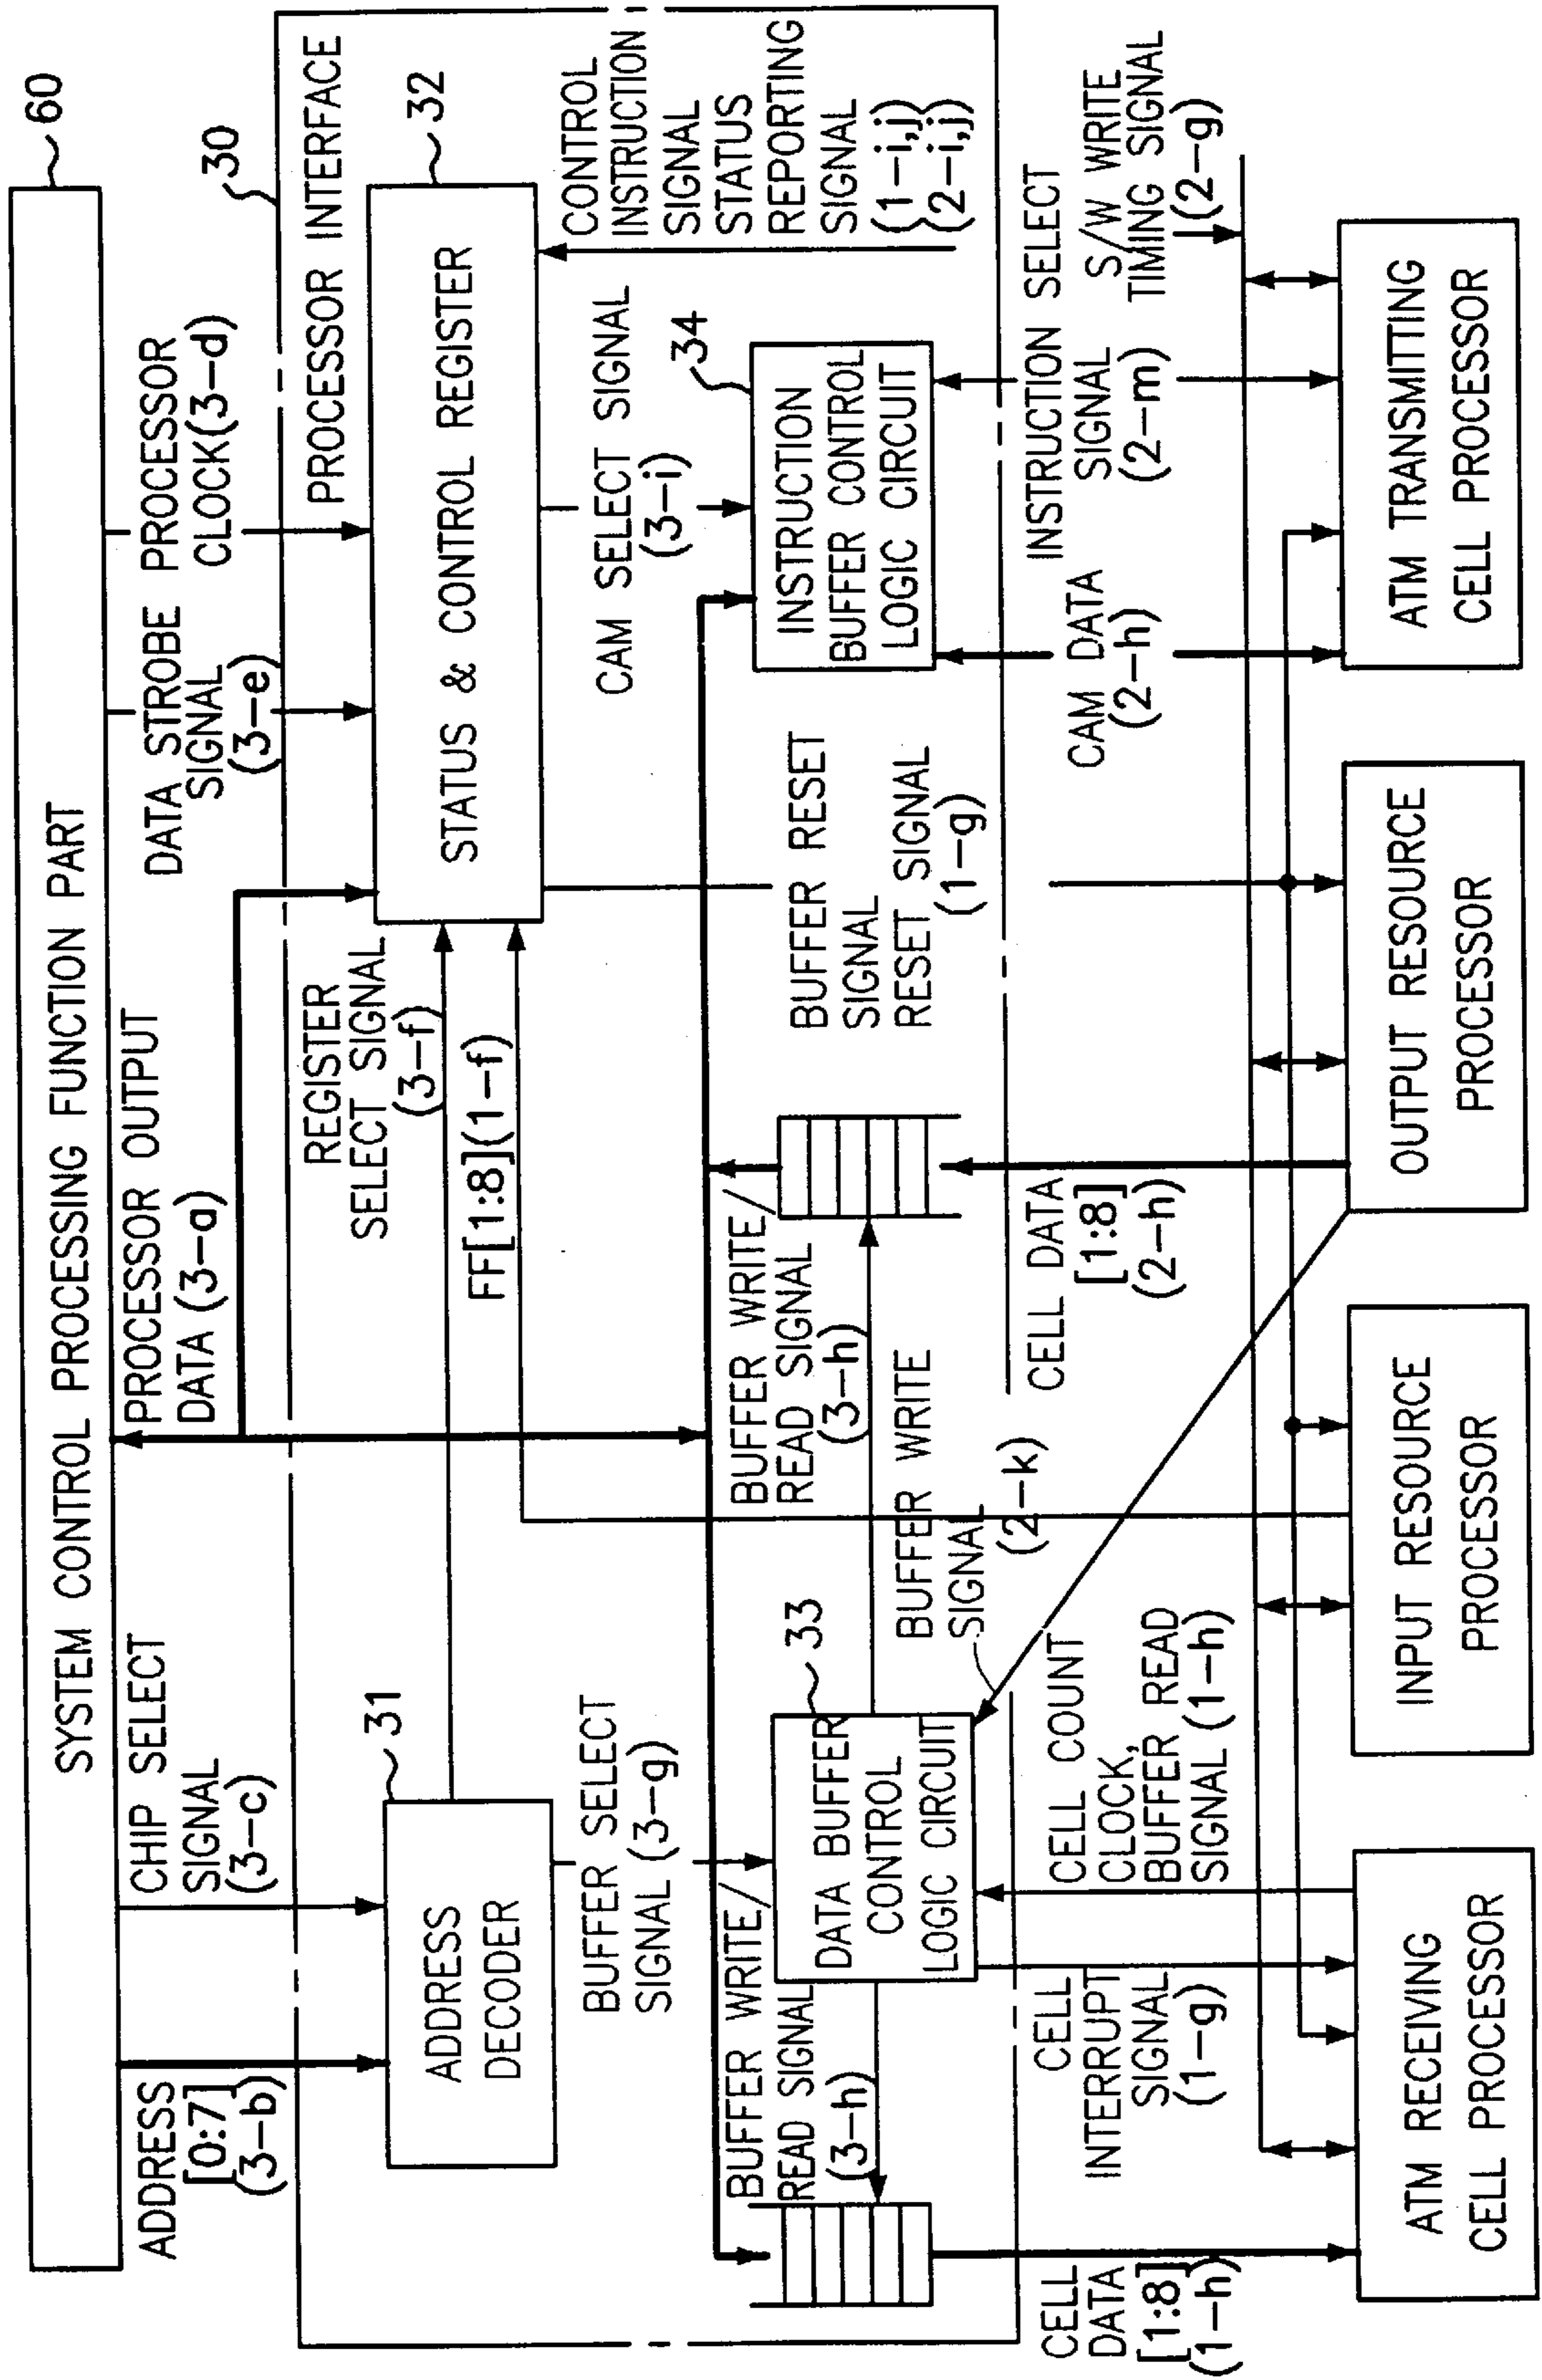 60
SYSTEM CONTROL PROCESSING FUNCTION PART
ADDRESS
[0:7]
(3-b)
CHIP SELECT
SIGNAL
(3-c)
PROCESSOR OUTPUT
DATA (3-a)
DATA STROBE
SIGNAL
(3-e)
PROCESSOR
CLOCK(3-d)
30
PROCESSOR INTERFACE
31
ADDRESS
DECODER
REGISTER
SELECT SIGNAL
(3-f)
FF[1:8](1-f)
32
STATUS & CONTROL REGISTER
BUFFER SELECT
SIGNAL (3-g)
CAM SELECT SIGNAL
(3-i)
CONTROL
INSTRUCTION
SIGNAL
STATUS
REPORTING
SIGNAL
(1-i,j)
(2-i,j)
BUFFER WRITE/
READ SIGNAL
(3-h)
33
DATA BUFFER
CONTROL
LOGIC CIRCUIT
BUFFER WRITE/
READ SIGNAL
(3-h)
BUFFER WRITE
SIGNAL
(2-k)
BUFFER RESET
SIGNAL
RESET SIGNAL
(1-g)
34
INSTRUCTION
BUFFER CONTROL
LOGIC CIRCUIT
CELL
DATA
[1:8]
(1-h)
CELL
INTERRUPT
SIGNAL
(1-g)
CELL COUNT
CLOCK,
BUFFER READ
SIGNAL (1-h)
CELL DATA
[1:8]
(2-h)
CAM DATA
(2-h)
INSTRUCTION SELECT
SIGNAL
(2-m)
S/W WRITE
TIMING SIGNAL
(2-g)
ATM RECEIVING
CELL PROCESSOR
INPUT RESOURCE
PROCESSOR
OUTPUT RESOURCE
PROCESSOR
ATM TRANSMITTING
CELL PROCESSOR